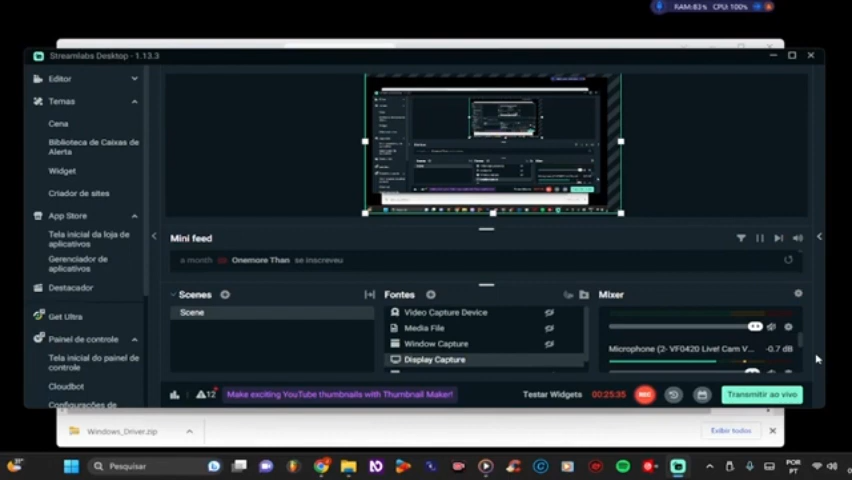 RAM:83% CPU: 100%
Streamlabs Desktop - 1.13.3
Editor
Temas
Cena
Biblioteca de Caixas de
Alerta
Widget
Criador de sites
App Store
Tela inicial da loja de
aplicativos
Gerenciador de
aplicativos
Destacador
Get Ultra
Painel de controle
Tela inicial do painel de
controle
Cloudbot
Configurações de
Mini feed
a month
Onemore Than se inscreveu
Scenes
Scene
Fontes
Video Capture Device
Media File
Window Capture
Display Capture
Mixer
Microphone (2- VF0420 Live! Cam V... -0.7 dB
12
Make exciting YouTube thumbnails with Thumbnail Maker!
Testar Widgets
00:25:35
REC
Transmitir ao vivo
Windows_Driver.zip
Exibir todos
Pesquisar
POR
PT